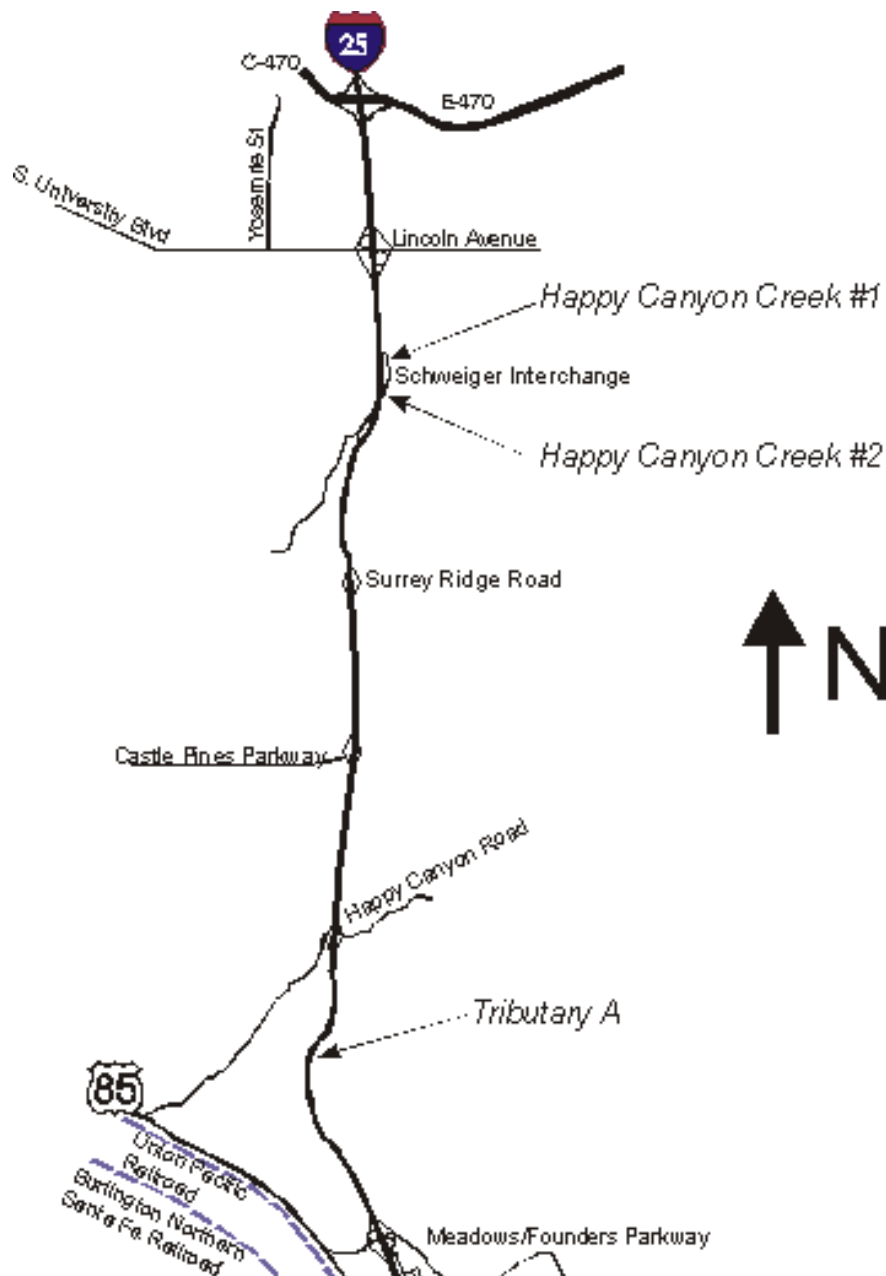 25
C-470
E-470
Yosemite St
S. University Blvd
Lincoln Avenue
Happy Canyon Creek #1
Schweiger Interchange
Happy Canyon Creek #2
Surrey Ridge Road
N
Castle Pines Parkway
Happy Canyon Road
Tributary A
85
Union Pacific
Railroad
Burlington Northern
Santa Fe Railroad
Meadows/Founders Parkway